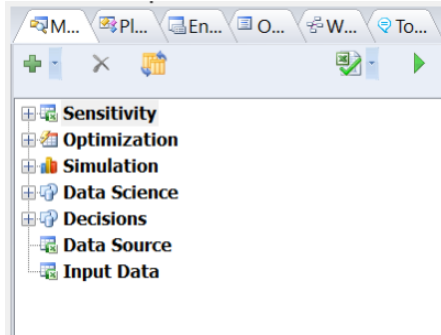 M... Pl... En... O... W... To...
Sensitivity
Optimization
Simulation
Data Science
Decisions
Data Source
Input Data